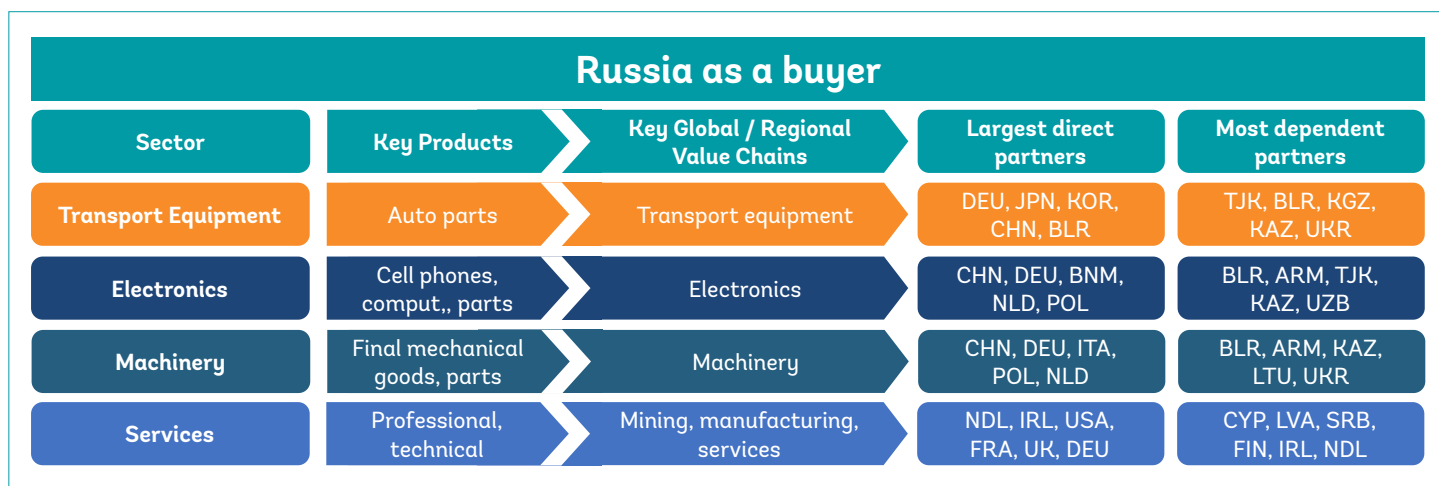 Russia as a buyer
Sector
Key Products
Key Global / Regional
Value Chains
Largest direct
partners
Most dependent
partners
Transport Equipment
Auto parts
Transport equipment
DEU, JPN, KOR,
CHN, BLR
TJK, BLR, KGZ,
KAZ, UKR
Electronics
Cell phones,
comput,, parts
Electronics
CHN, DEU, BNM,
NLD, POL
BLR, ARM, TJK,
KAZ, UZB
Machinery
Final mechanical
goods, parts
Machinery
CHN, DEU, ITA,
POL, NLD
BLR, ARM, KAZ,
LTU, UKR
Services
Professional,
technical
Mining, manufacturing,
services
NDL, IRL, USA,
FRA, UK, DEU
CYP, LVA, SRB,
FIN, IRL, NDL